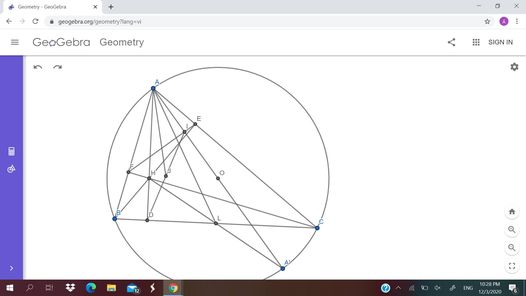 Geometry - GeoGebra
geogebra.org/geometry?lang=vi
GeoGebra Geometry
SIGN IN
A
E
I
F
H
J
O
B
D
L
C
A'
ENG
10:28 PM
12/3/2020